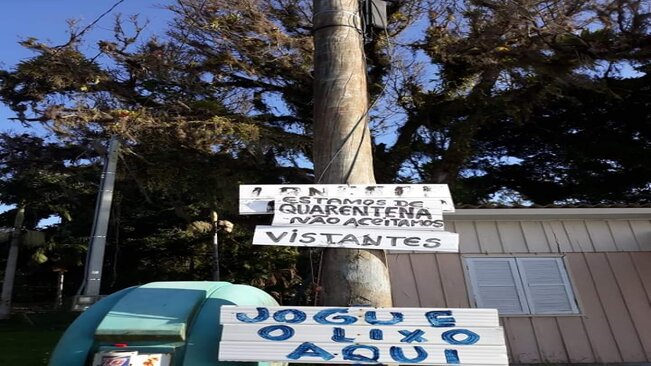 ESTAMOS DE
QUARENTENA
NÃO ACEITAMOS
VISTANTES
JOGUE
O LIXO
AQUI